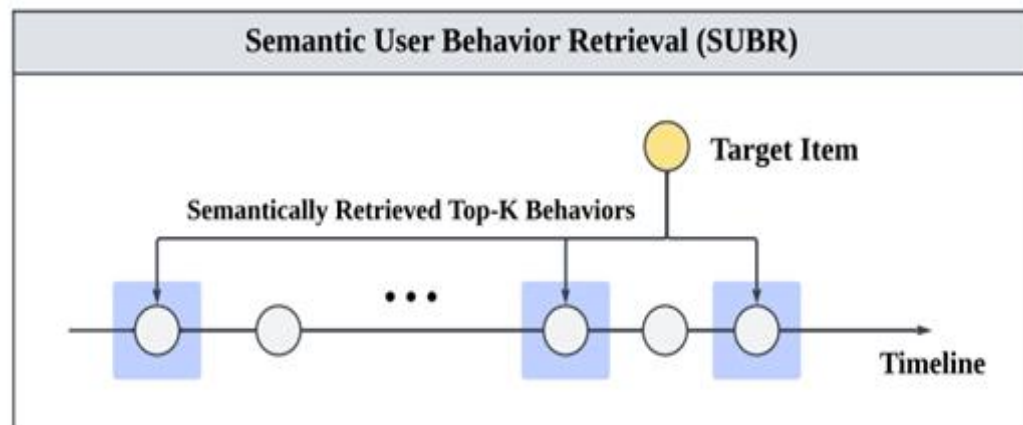 Semantic User Behavior Retrieval (SUBR)
Target Item
Semantically Retrieved Top-K Behaviors
...
Timeline